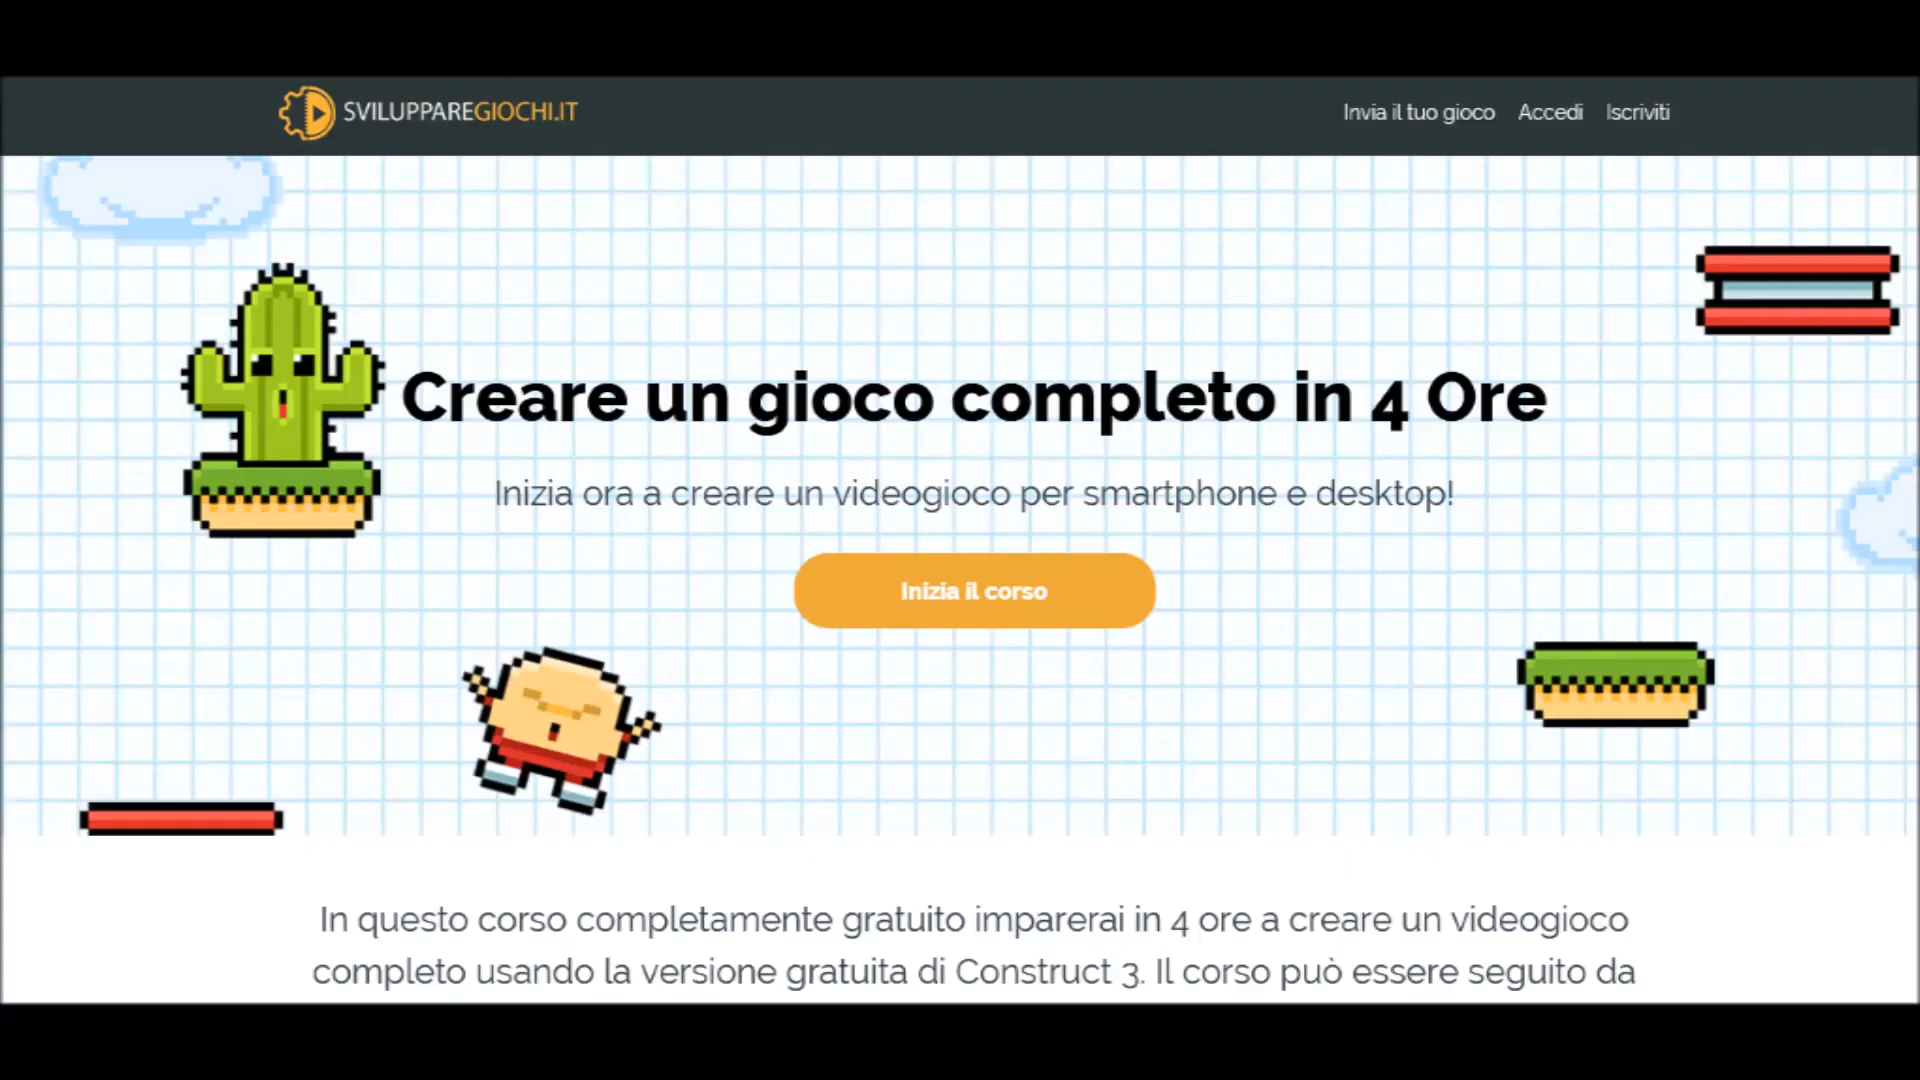 SVILUPPAREGIOCHI.IT
Invia il tuo gioco Accedi Iscriviti
Creare un gioco completo in 4 Ore
Inizia ora a creare un videogioco per smartphone e desktop!
Inizia il corso
In questo corso completamente gratuito imparerai in 4 ore a creare un videogioco
completo usando la versione gratuita di Construct 3. Il corso può essere seguito da